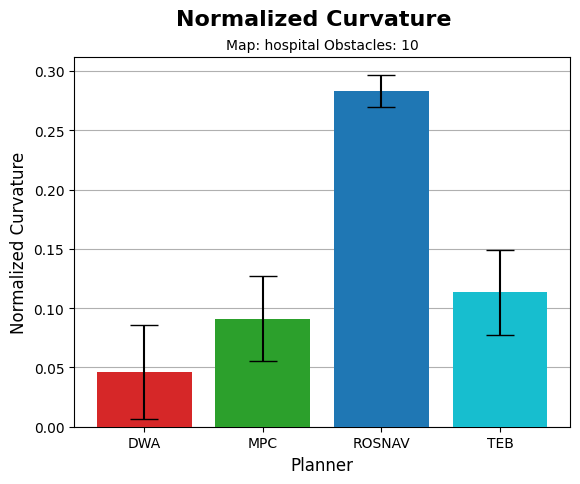 Normalized Curvature
Map: hospital Obstacles: 10
Normalized Curvature
0.30
0.25
0.20
0.15
0.10
0.05
0.00
DWA MPC ROSNAV TEB
Planner